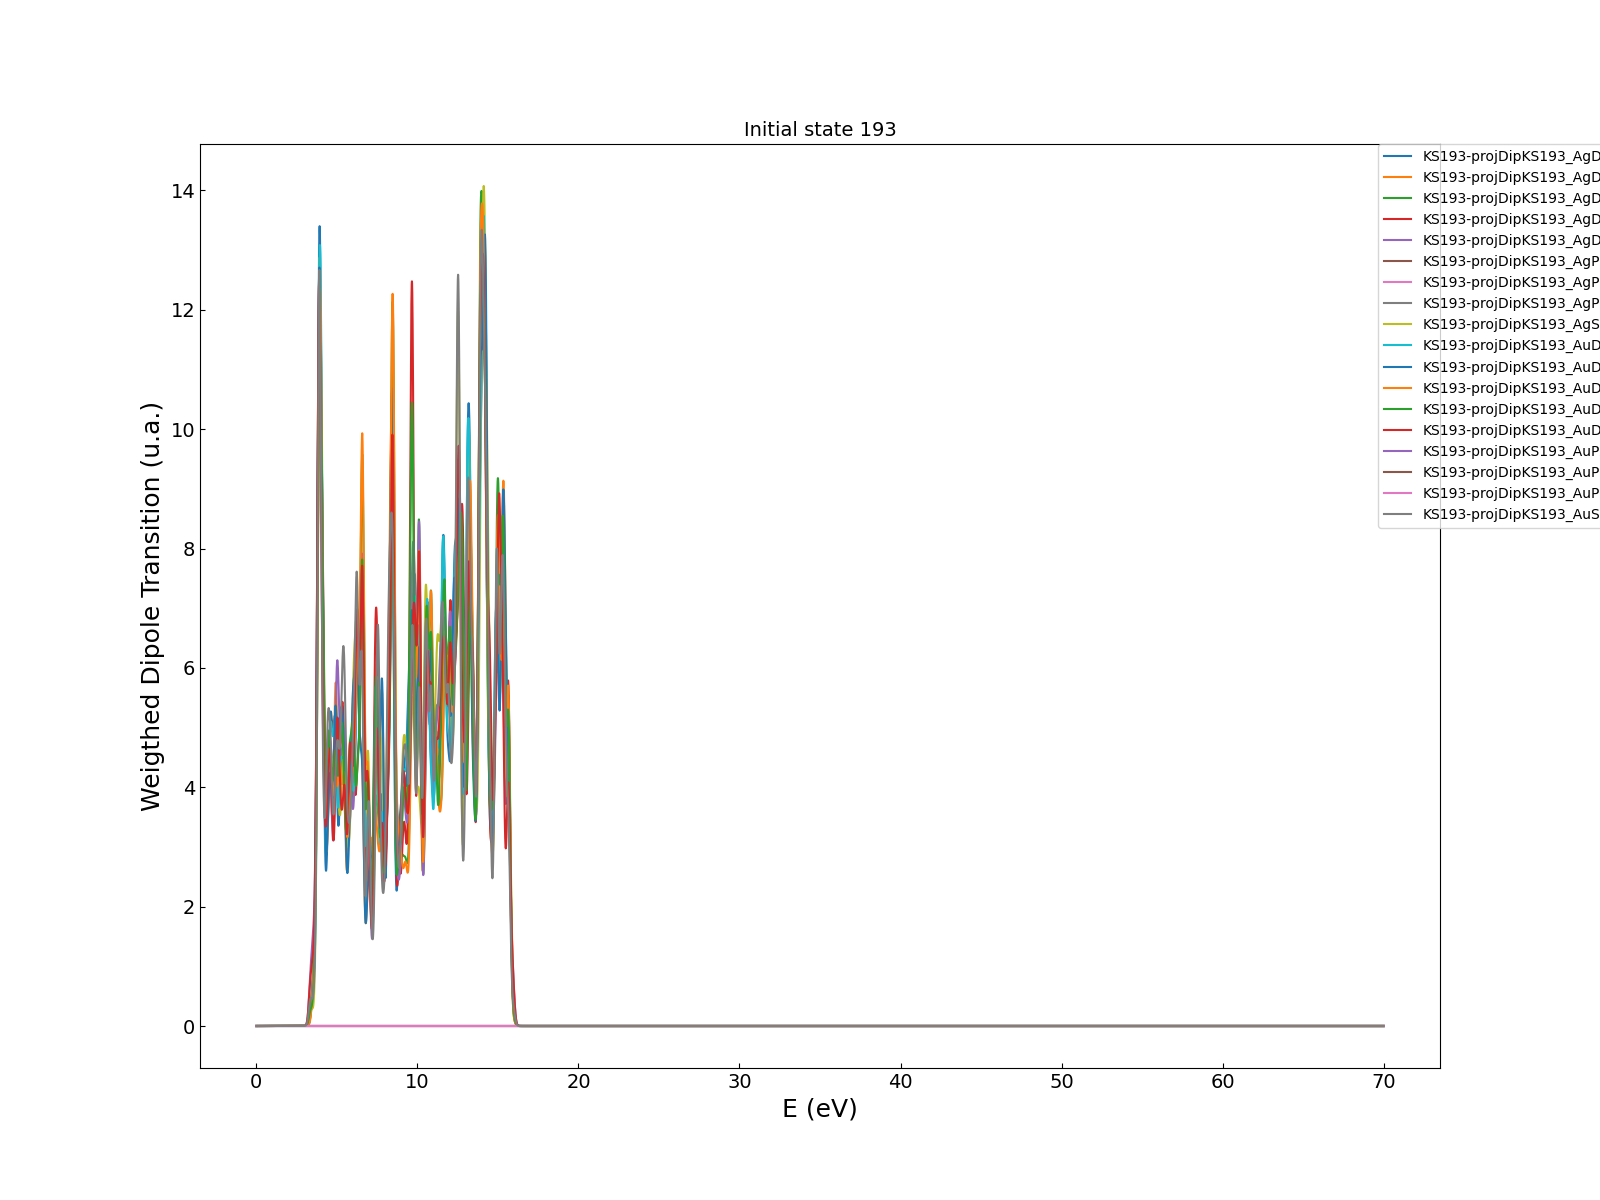 Initial state 193
Weigthed Dipole Transition (u.a.)
14
12
10
8
6
4
2
0
0 10 20 30 40 50 60 70
E (eV)
KS193-projDipKS193_AgD
KS193-projDipKS193_AgD
KS193-projDipKS193_AgD
KS193-projDipKS193_AgD
KS193-projDipKS193_AgD
KS193-projDipKS193_AgP
KS193-projDipKS193_AgP
KS193-projDipKS193_AgP
KS193-projDipKS193_AgS
KS193-projDipKS193_AuD
KS193-projDipKS193_AuD
KS193-projDipKS193_AuD
KS193-projDipKS193_AuD
KS193-projDipKS193_AuD
KS193-projDipKS193_AuP
KS193-projDipKS193_AuP
KS193-projDipKS193_AuP
KS193-projDipKS193_AuS